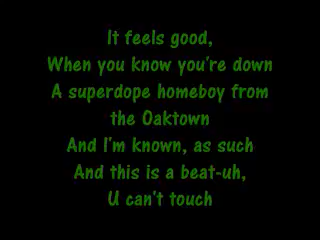 It feels good,
When you know you're down
A superdope homeboy from
the Oaktown
And I'm known, as such
And this is a beat-uh,
U can't touch